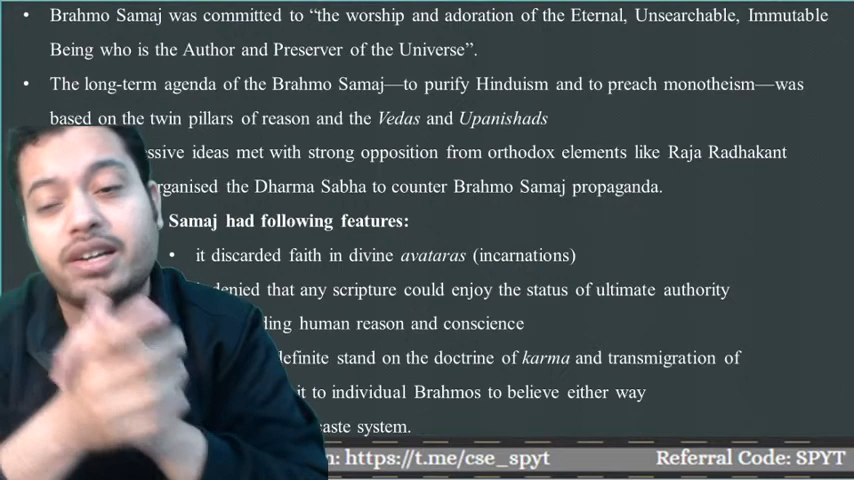 • Brahmo Samaj was committed to “the worship and adoration of the Eternal, Unsearchable, Immutable
Being who is the Author and Preserver of the Universe”.
• The long-term agenda of the Brahmo Samaj—to purify Hinduism and to preach monotheism—was
based on the twin pillars of reason and the Vedas and Upanishads
ideas met with strong opposition from orthodox elements like Raja Radhakant
the Dharma Sabha to counter Brahmo Samaj propaganda.
Samaj had following features:
• it discarded faith in divine avataras (incarnations)
denied that any scripture could enjoy the status of ultimate authority
human reason and conscience
stand on the doctrine of karma and transmigration of
it to individual Brahmos to believe either way
caste system.
https://t.me/cse_spyt Referral Code: SPYT